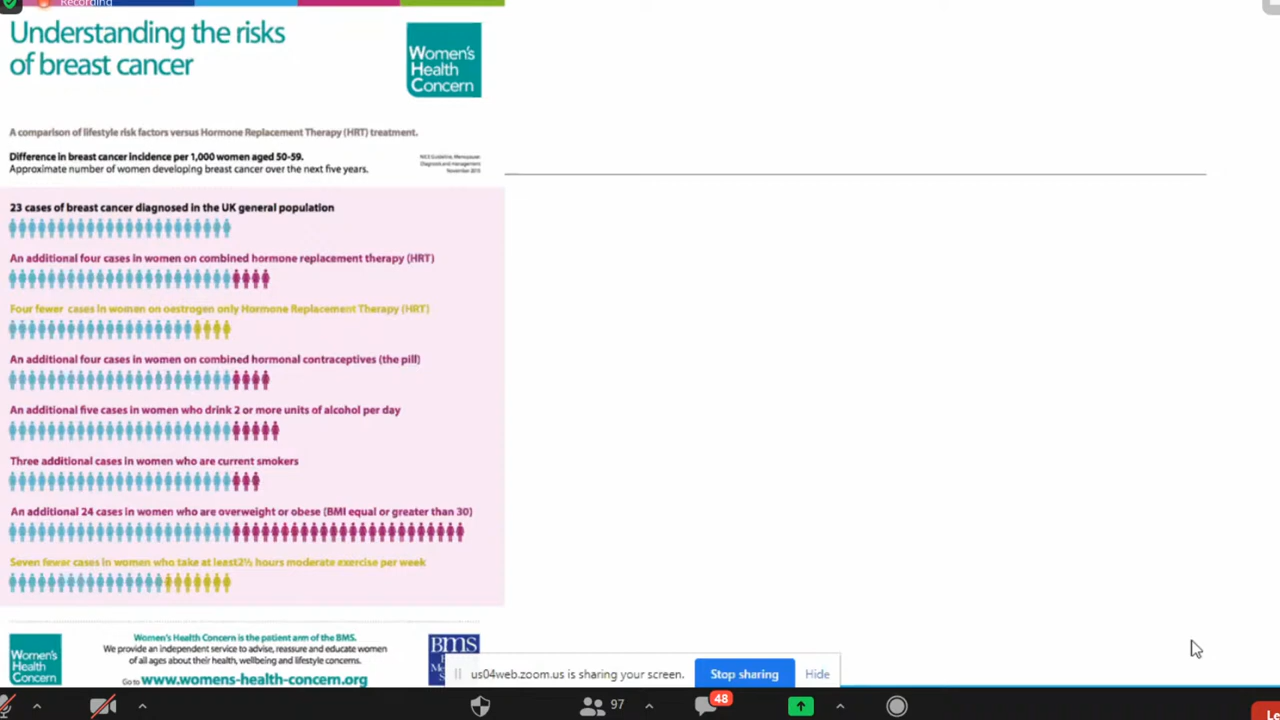 Recording
Understanding the risks
of breast cancer
Women's
Health
Concern
A comparison of lifestyle risk factors versus Hormone Replacement Therapy (HRT) treatment.
Difference in breast cancer incidence per 1,000 women aged 50-59.
Approximate number of women developing breast cancer over the next five years.
NICE Guideline, Menopause:
Diagnosis and management
November 2015
23 cases of breast cancer diagnosed in the UK general population
An additional four cases in women on combined hormone replacement therapy (HRT)
Four fewer cases in women on oestrogen only Hormone Replacement Therapy (HRT)
An additional four cases in women on combined hormonal contraceptives (the pill)
An additional five cases in women who drink 2 or more units of alcohol per day
Three additional cases in women who are current smokers
An additional 24 cases in women who are overweight or obese (BMI equal or greater than 30)
Seven fewer cases in women who take at least2½ hours moderate exercise per week
Women's
Health
Concern
Women's Health Concern is the patient arm of the BMS.
We provide an independent service to advise, reassure and educate women
of all ages about their health, wellbeing and lifestyle concerns.
Go to www.womens-health-concern.org
BMS
us04web.zoom.us is sharing your screen.
Stop sharing
Hide
97
48